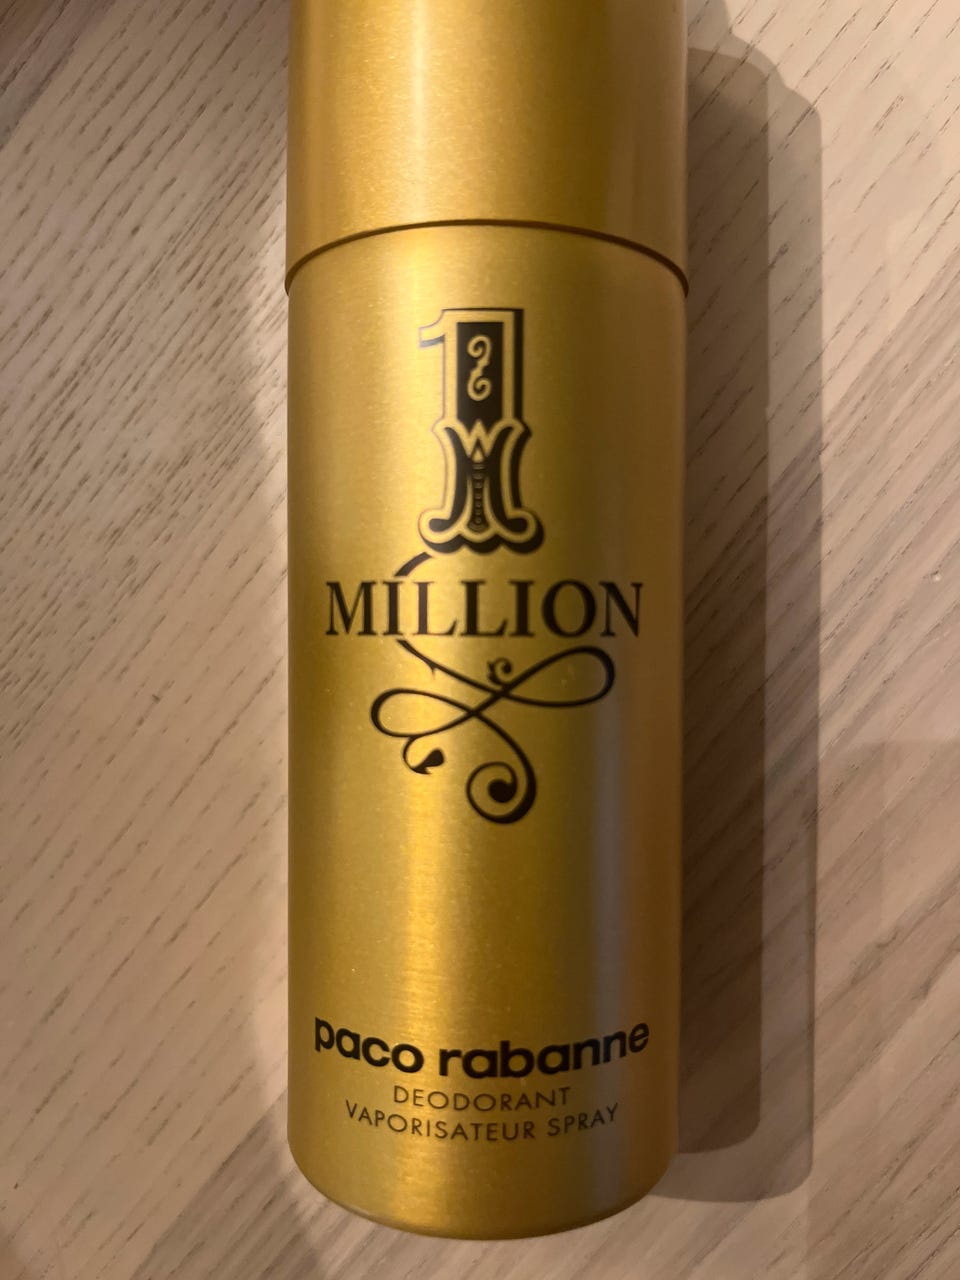 1
MILLION
paco rabanne
DEODORANT
VAPORISATEUR SPRAY